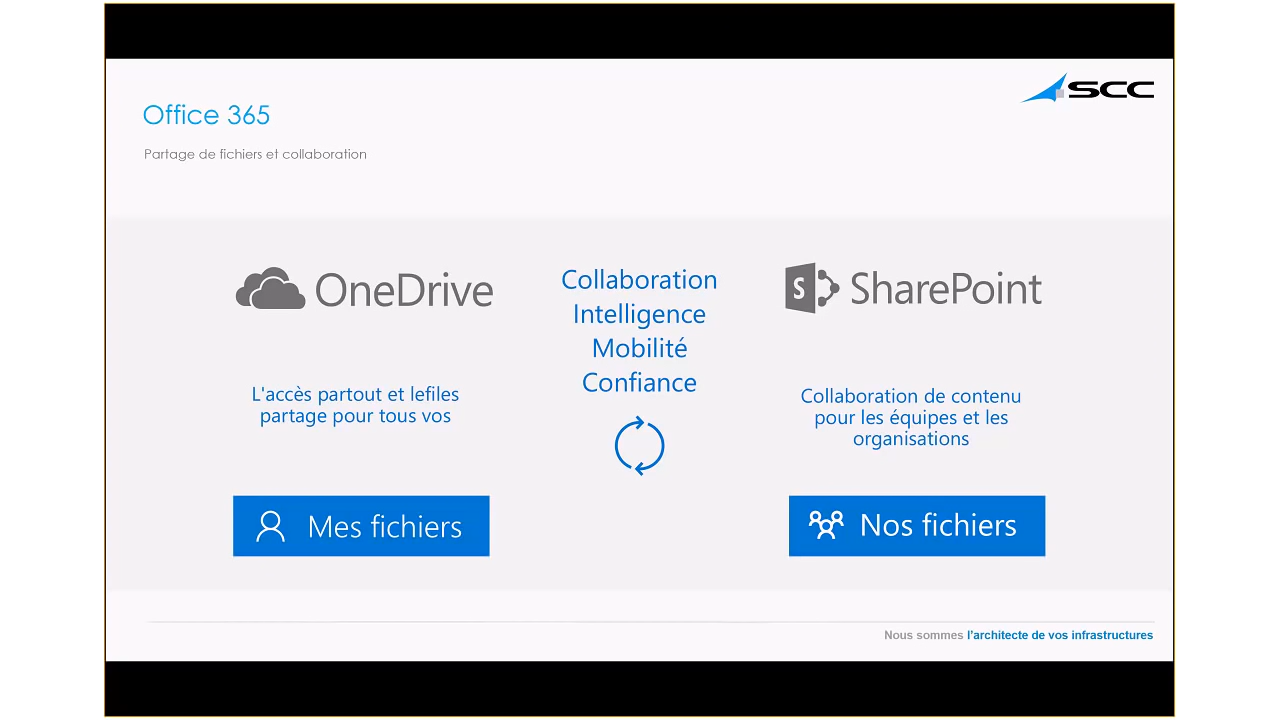 SCC
Office 365
Partage de fichiers et collaboration
OneDrive
L'accès partout et lefiles
partage pour tous vos
Mes fichiers
Collaboration
Intelligence
Mobilité
Confiance
S
SharePoint
Collaboration de contenu
pour les équipes et les
organisations
Nos fichiers
Nous sommes l'architecte de vos infrastructures